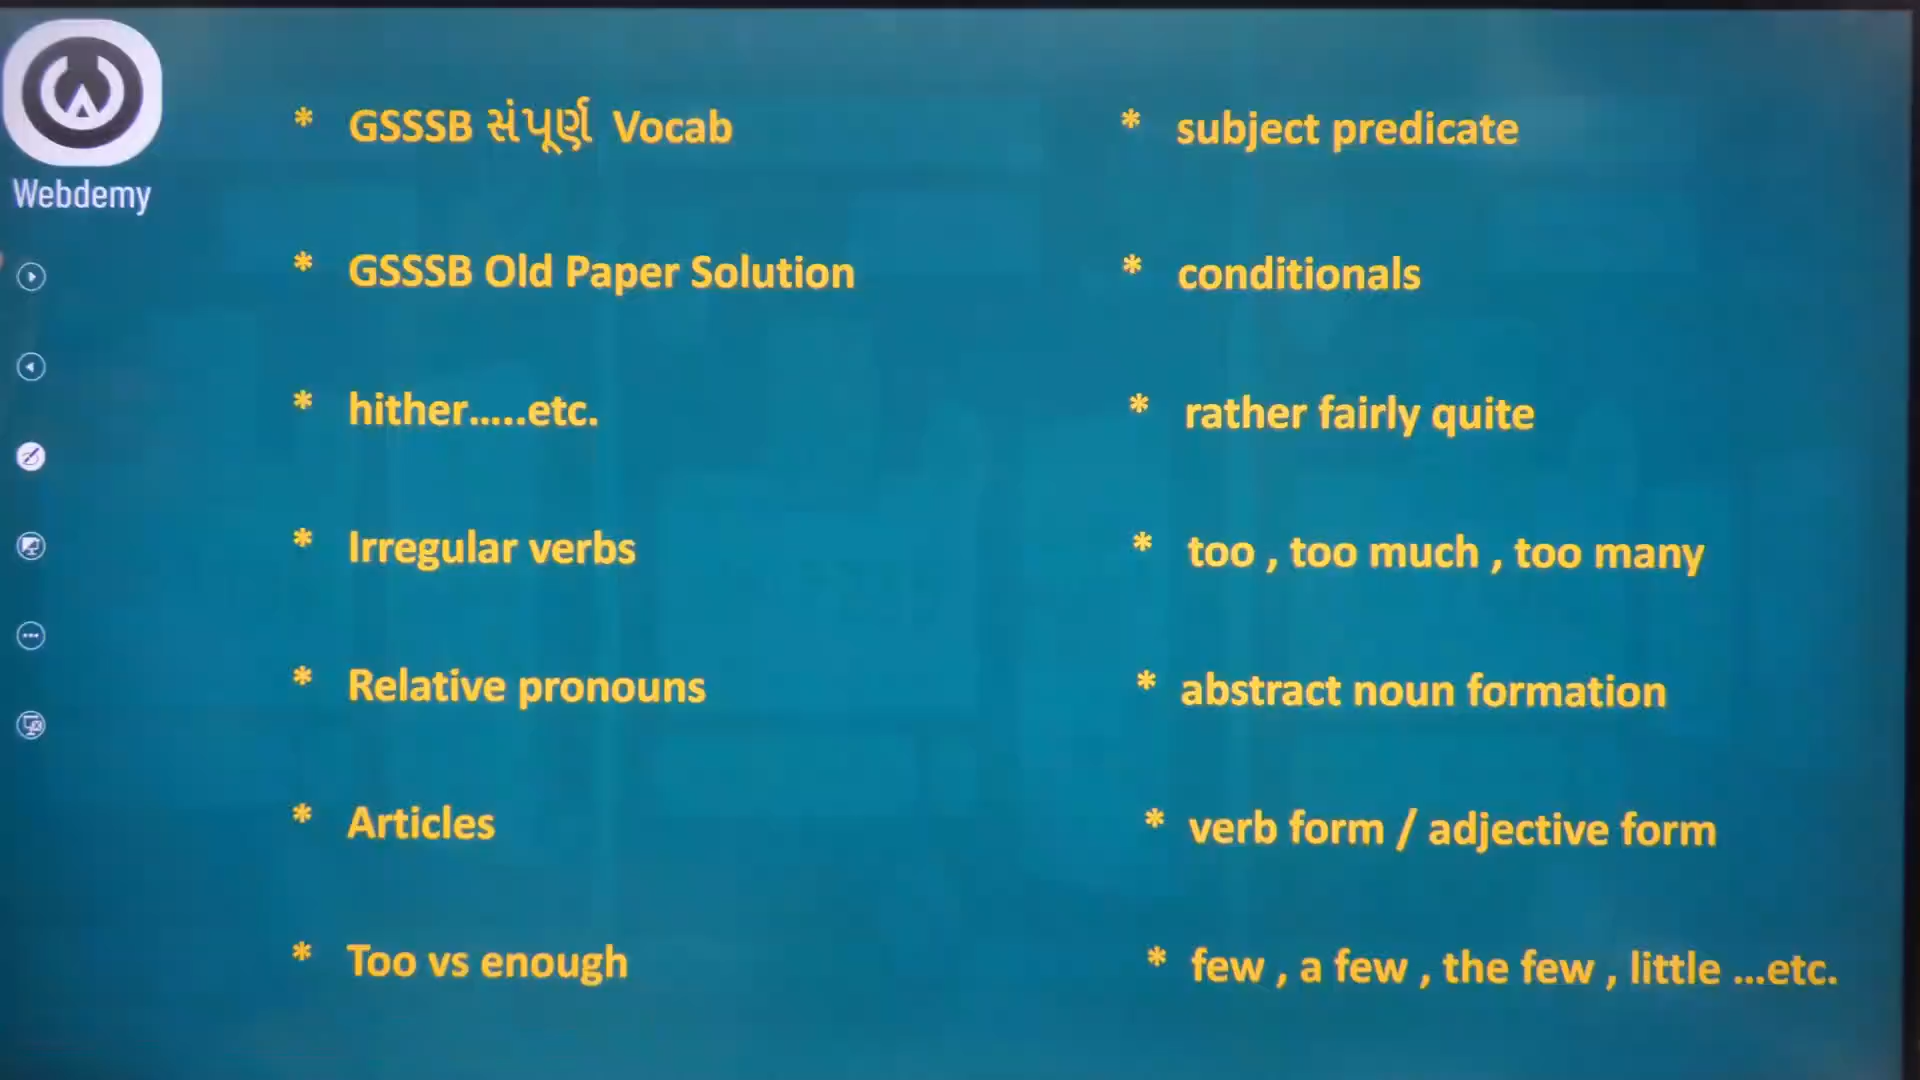 Webdemy
* GSSSB સંપૂર્ણ Vocab
* GSSSB Old Paper Solution
* hither.....etc.
* Irregular verbs
* Relative pronouns
* Articles
* Too vs enough
* subject predicate
* conditionals
* rather fairly quite
* too , too much , too many
* abstract noun formation
* verb form / adjective form
* few , a few , the few , little ...etc.